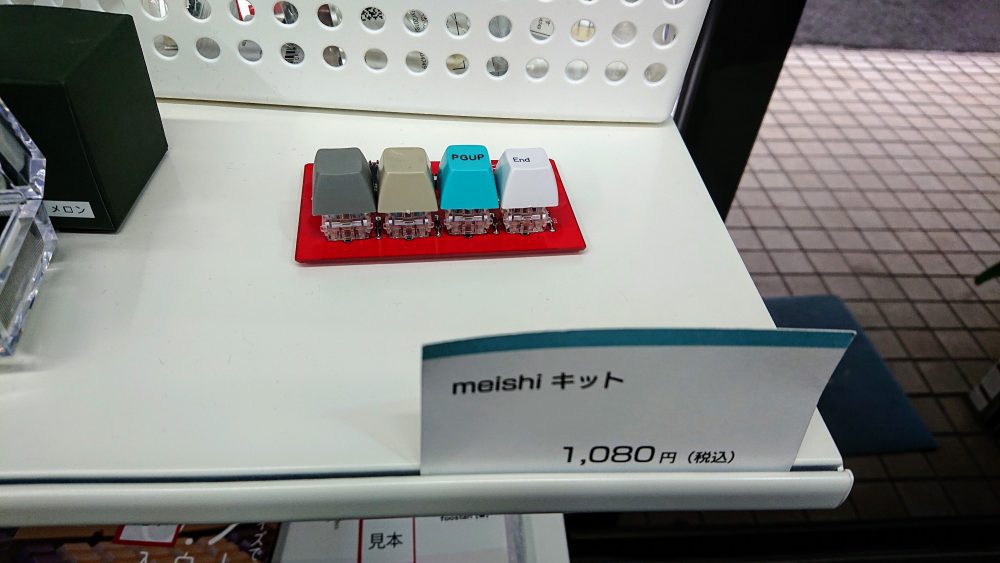 PGUP
End
メロン
meishi キット
1,080円（税込）
見本